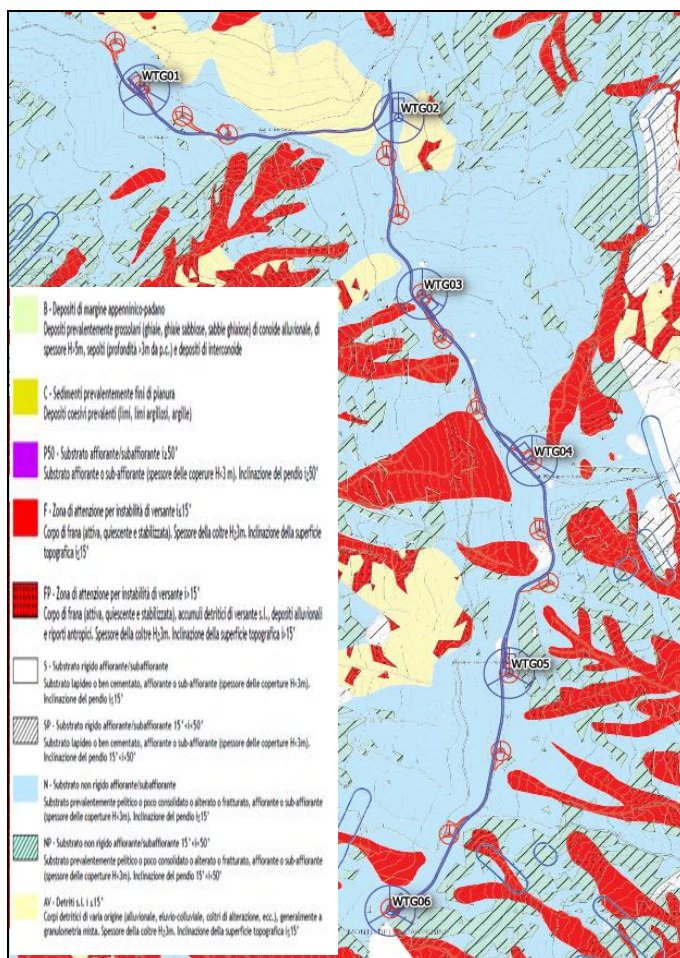 WTG01
WTG02
WTG03
WTG04
WTG05
WTG06
B - Depositi di margine appenninico-padano
Depositi prevalentemente grossolani (ghiaie, ghiaie sabbiose, sabbie ghiaiose) di conoide alluvionale, di
spessore H>5m, sepolti (profondità >3m da p.c.) e depositi di interconoide
C - Sedimenti prevalentemente fini di pianura
Depositi coesivi prevalenti (limi, limi argillosi, argille)
P50 - Substrato affiorante/subaffiorante i≥50°
Substrato affiorante o sub-affiorante (spessore delle coperure H<3 m). Inclinazione del pendio i≥50°
F - Zona di attenzione per instabilità di versante i≤15°
Corpo di frana (attiva, quiescente e stabilizzata). Spessore della coltre H≥3m. Inclinazione della superficie
topografica i≤15°
FP - Zona di attenzione per instabilità di versante i>15°
Corpo di frana (attiva, quiescente e stabilizzata), accumuli detritici di versante s.l., depositi alluvionali
e riporti antropici. Spessore della coltre H≥3m. Inclinazione della superficie topografica i>15°
S - Substrato rigido affiorante/subaffiorante
Substrato lapideo o ben cementato, affiorante o sub-affiorante (spessore delle coperture H<3m).
Inclinazione del pendio i≤15°
SP - Substrato rigido affiorante/subaffiorante 15°<i<50°
Substrato lapideo o ben cementato, affiorante o sub-affiorante (spessore delle coperture H<3m).
Inclinazione del pendio 15°<i<50°
N - Substrato non rigido affiorante/subaffiorante
Substrato prevalentemente pelitico o poco consolidato o alterato o fratturato, affiorante o sub-affiorante
(spessore delle coperture H<3m). Inclinazione del pendio i≤15°
NP - Substrato non rigido affiorante/subaffiorante 15°<i<50°
Substrato prevalentemente pelitico o poco consolidato o alterato o fratturato, affiorante o sub-affiorante
(spessore delle coperture H<3m). Inclinazione del pendio 15°<i<50°
AV - Detriti s.l. i ≤15°
Corpi detritici di varia origine (alluvionale, eluvio-colluviale, coltri di alterazione, ecc.), generalmente a
granulometria mista. Spessore della coltre H≥3m. Inclinazione della superficie topografica i≤15°